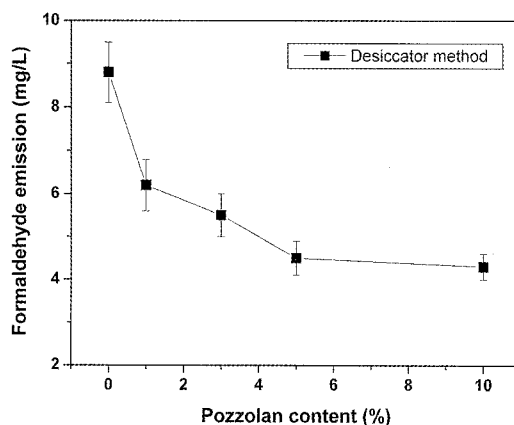 10
8
6
4
2
Formaldehyde emission (mg/L)
Desiccator method
0 2 4 6 8 10
Pozzolan content (%)